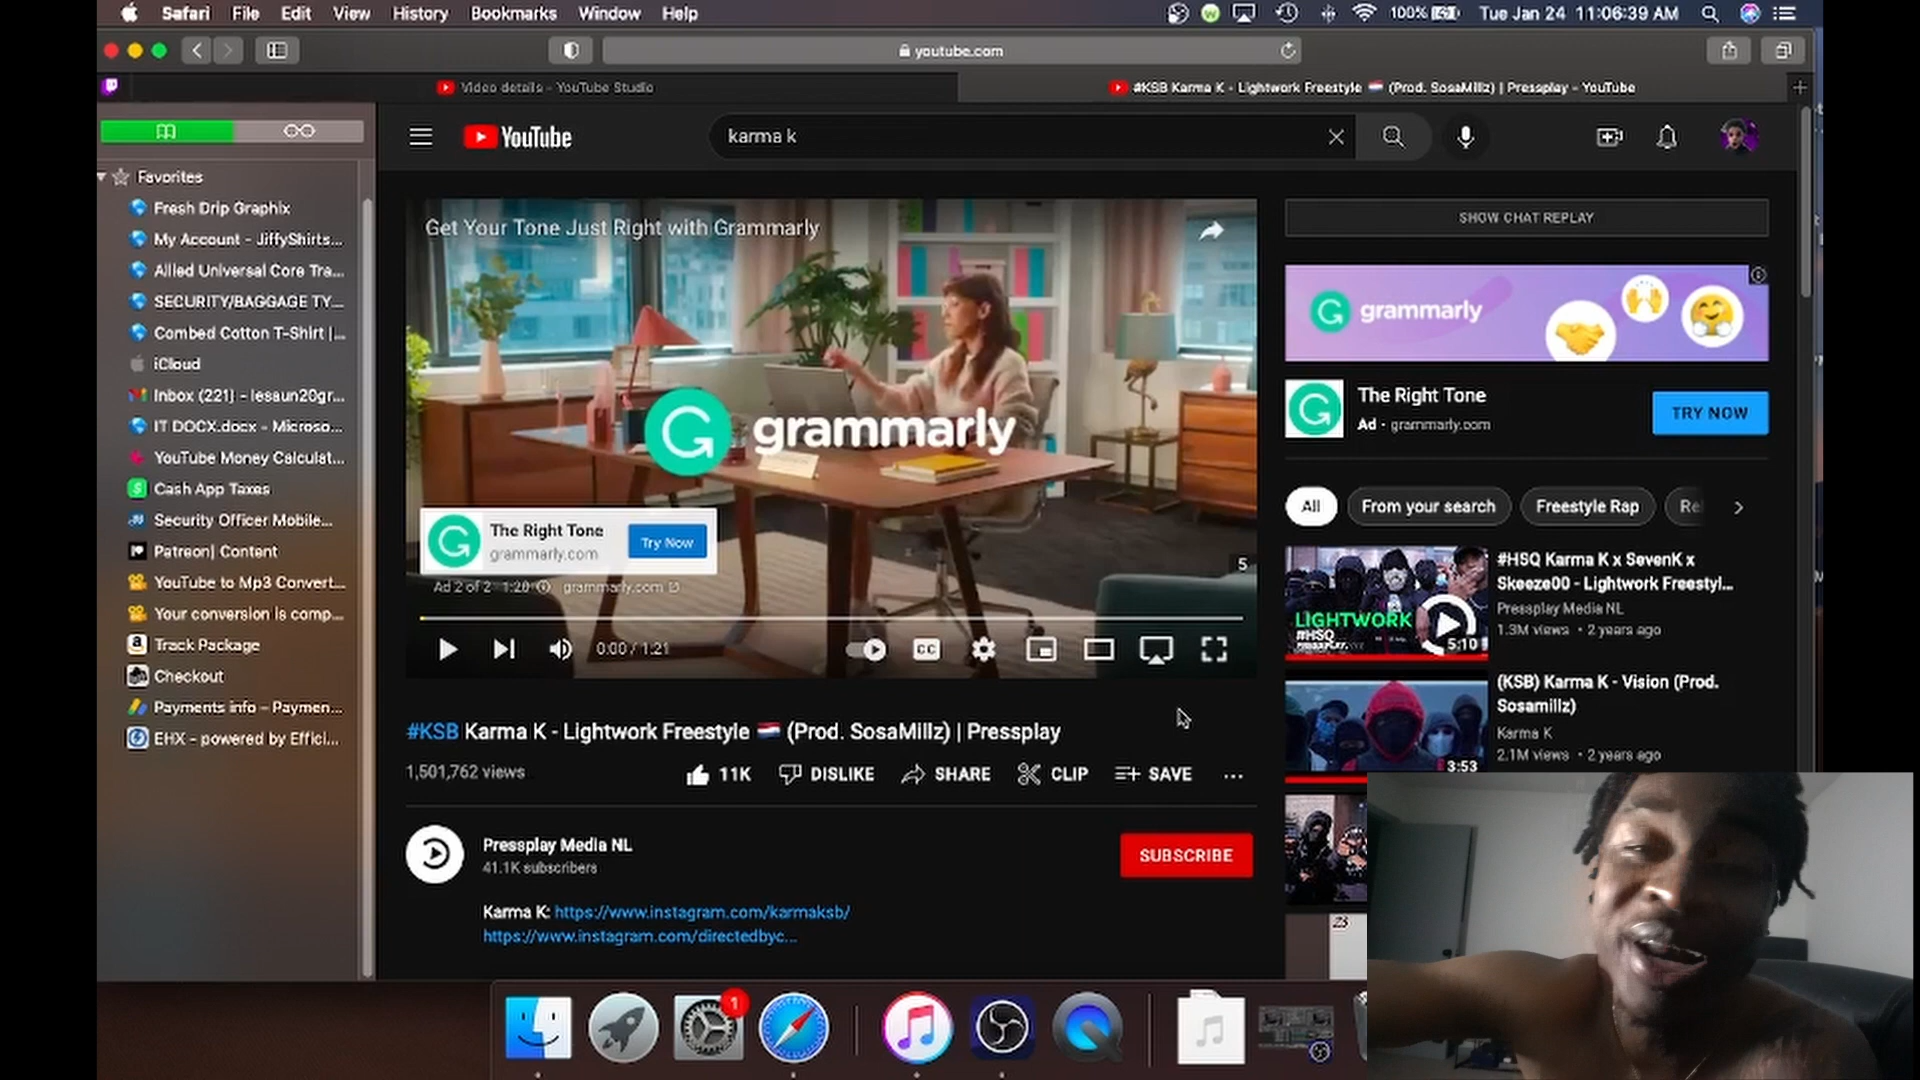 Safari File Edit View History Bookmarks Window Help 100% Tue Jan 24 11:06:39 AM
youtube.com
Video details - YouTube Studio
#KSB Karma K - Lightwork Freestyle 🇳🇱 (Prod. SosaMillz) | Pressplay - YouTube
Favorites
Fresh Drip Graphix
My Account - JiffyShirts...
Allied Universal Core Tra...
SECURITY/BAGGAGE TY...
Combed Cotton T-Shirt |...
iCloud
Inbox (221) - lesaun20gr...
IT DOCX.docx - Microso...
YouTube Money Calculat...
Cash App Taxes
Security Officer Mobile...
Patreon| Content
YouTube to Mp3 Convert...
Your conversion is comp...
Track Package
Checkout
Payments info – Paymen...
EHX - powered by Effici...
YouTube
karma k
Get Your Tone Just Right with Grammarly
grammarly
The Right Tone
grammarly.com
Try Now
Ad 2 of 2 · 1:20 grammarly.com
5
0:00 / 1:21
CC
#KSB Karma K - Lightwork Freestyle 🇳🇱 (Prod. SosaMillz) | Pressplay
1,501,762 views
11K DISLIKE SHARE CLIP SAVE ...
Pressplay Media NL
41.1K subscribers
SUBSCRIBE
Karma K: https://www.instagram.com/karmaksb/
https://www.instagram.com/directedbyc...
SHOW CHAT REPLAY
grammarly
The Right Tone
Ad · grammarly.com
TRY NOW
All From your search Freestyle Rap Re
LIGHTWORK
#HSQ
5:10
#HSQ Karma K x SevenK x
Skeeze00 - Lightwork Freestyl...
Pressplay Media NL
1.3M views • 2 years ago
3:53
(KSB) Karma K - Vision (Prod.
Sosamillz)
Karma K
2.1M views • 2 years ago
23
1